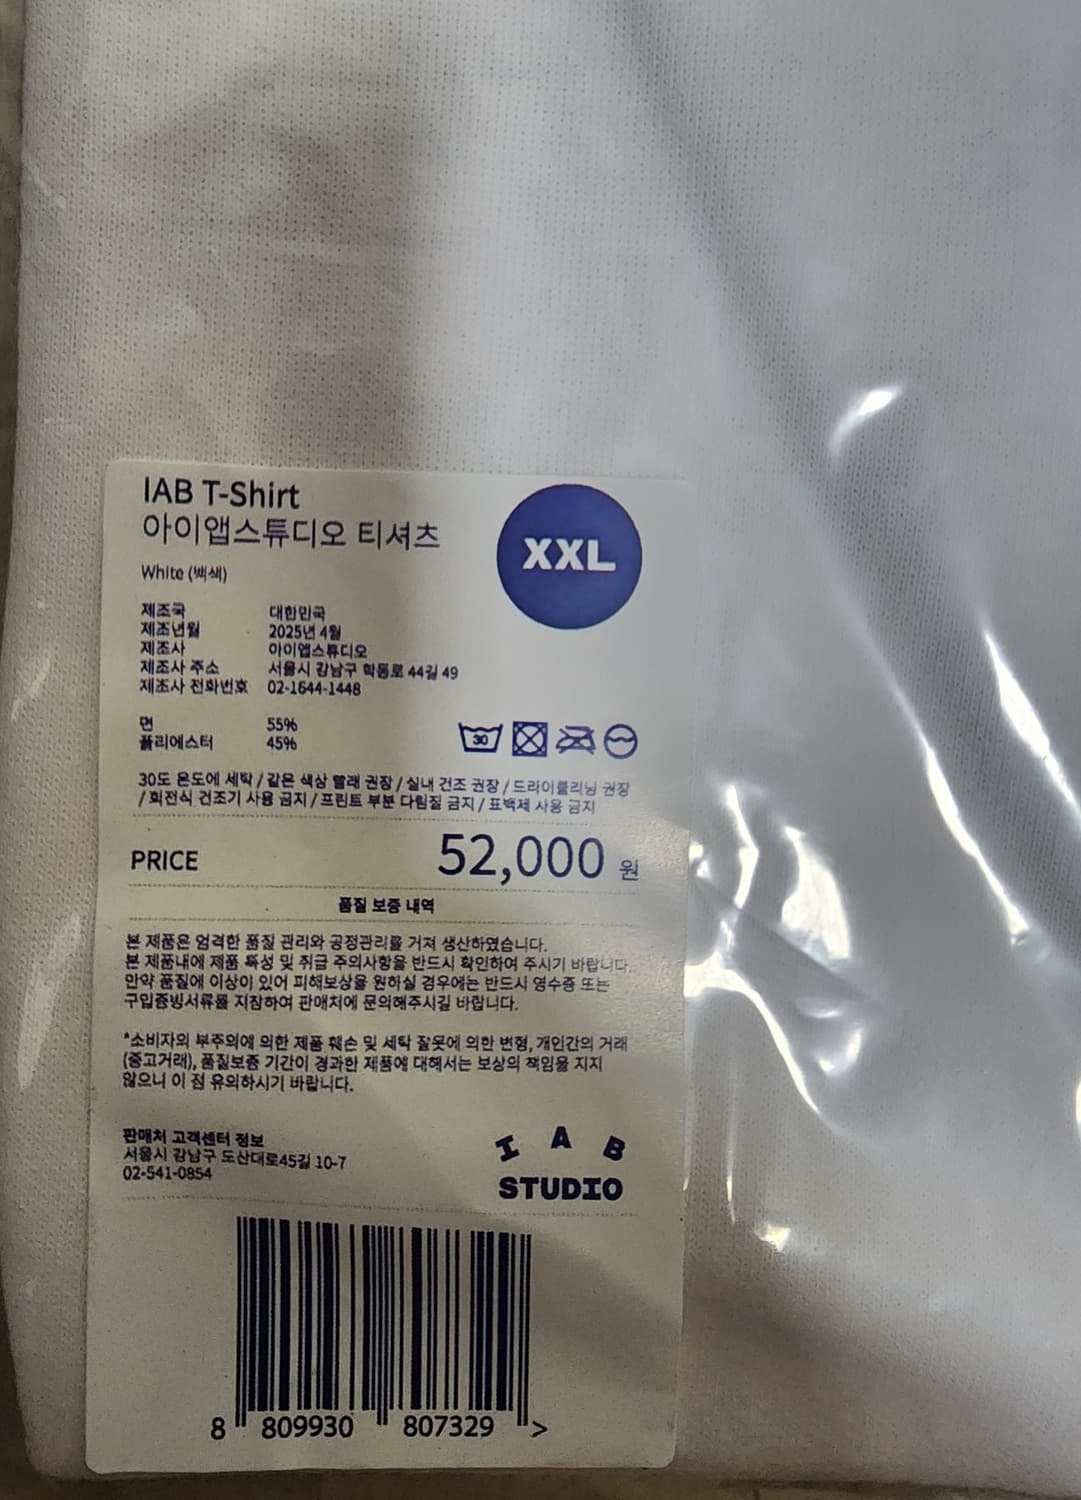 IAB T-Shirt
아이앱스튜디오 티셔츠
XXL
White (백색)
제조국 대한민국
제조년월 2025년 4월
제조사 아이앱스튜디오
제조사 주소 서울시 강남구 학동로 44길 49
제조사 전화번호 02-1644-1448
면 55%
폴리에스터 45%
30
30도 온도에 세탁 / 같은 색상 빨래 권장 / 실내 건조 권장 / 드라이클리닝 권장
/ 회전식 건조기 사용 금지 / 프린트 부분 다림질 금지 / 표백제 사용 금지
PRICE 52,000 원
품질 보증 내역
본 제품은 엄격한 품질 관리와 공정관리를 거쳐 생산하였습니다.
본 제품내에 제품 특성 및 취급 주의사항을 반드시 확인하여 주시기 바랍니다.
만약 품질에 이상이 있어 피해보상을 원하실 경우에는 반드시 영수증 또는
구입증빙서류를 지참하여 판매처에 문의해주시길 바랍니다.
*소비자의 부주의에 의한 제품 훼손 및 세탁 잘못에 의한 변형, 개인간의 거래
(중고거래), 품질보증 기간이 경과한 제품에 대해서는 보상의 책임을 지지
않으니 이 점 유의하시기 바랍니다.
판매처 고객센터 정보
서울시 강남구 도산대로45길 10-7
02-541-0854
IAB
STUDIO
8 809930 807329 >